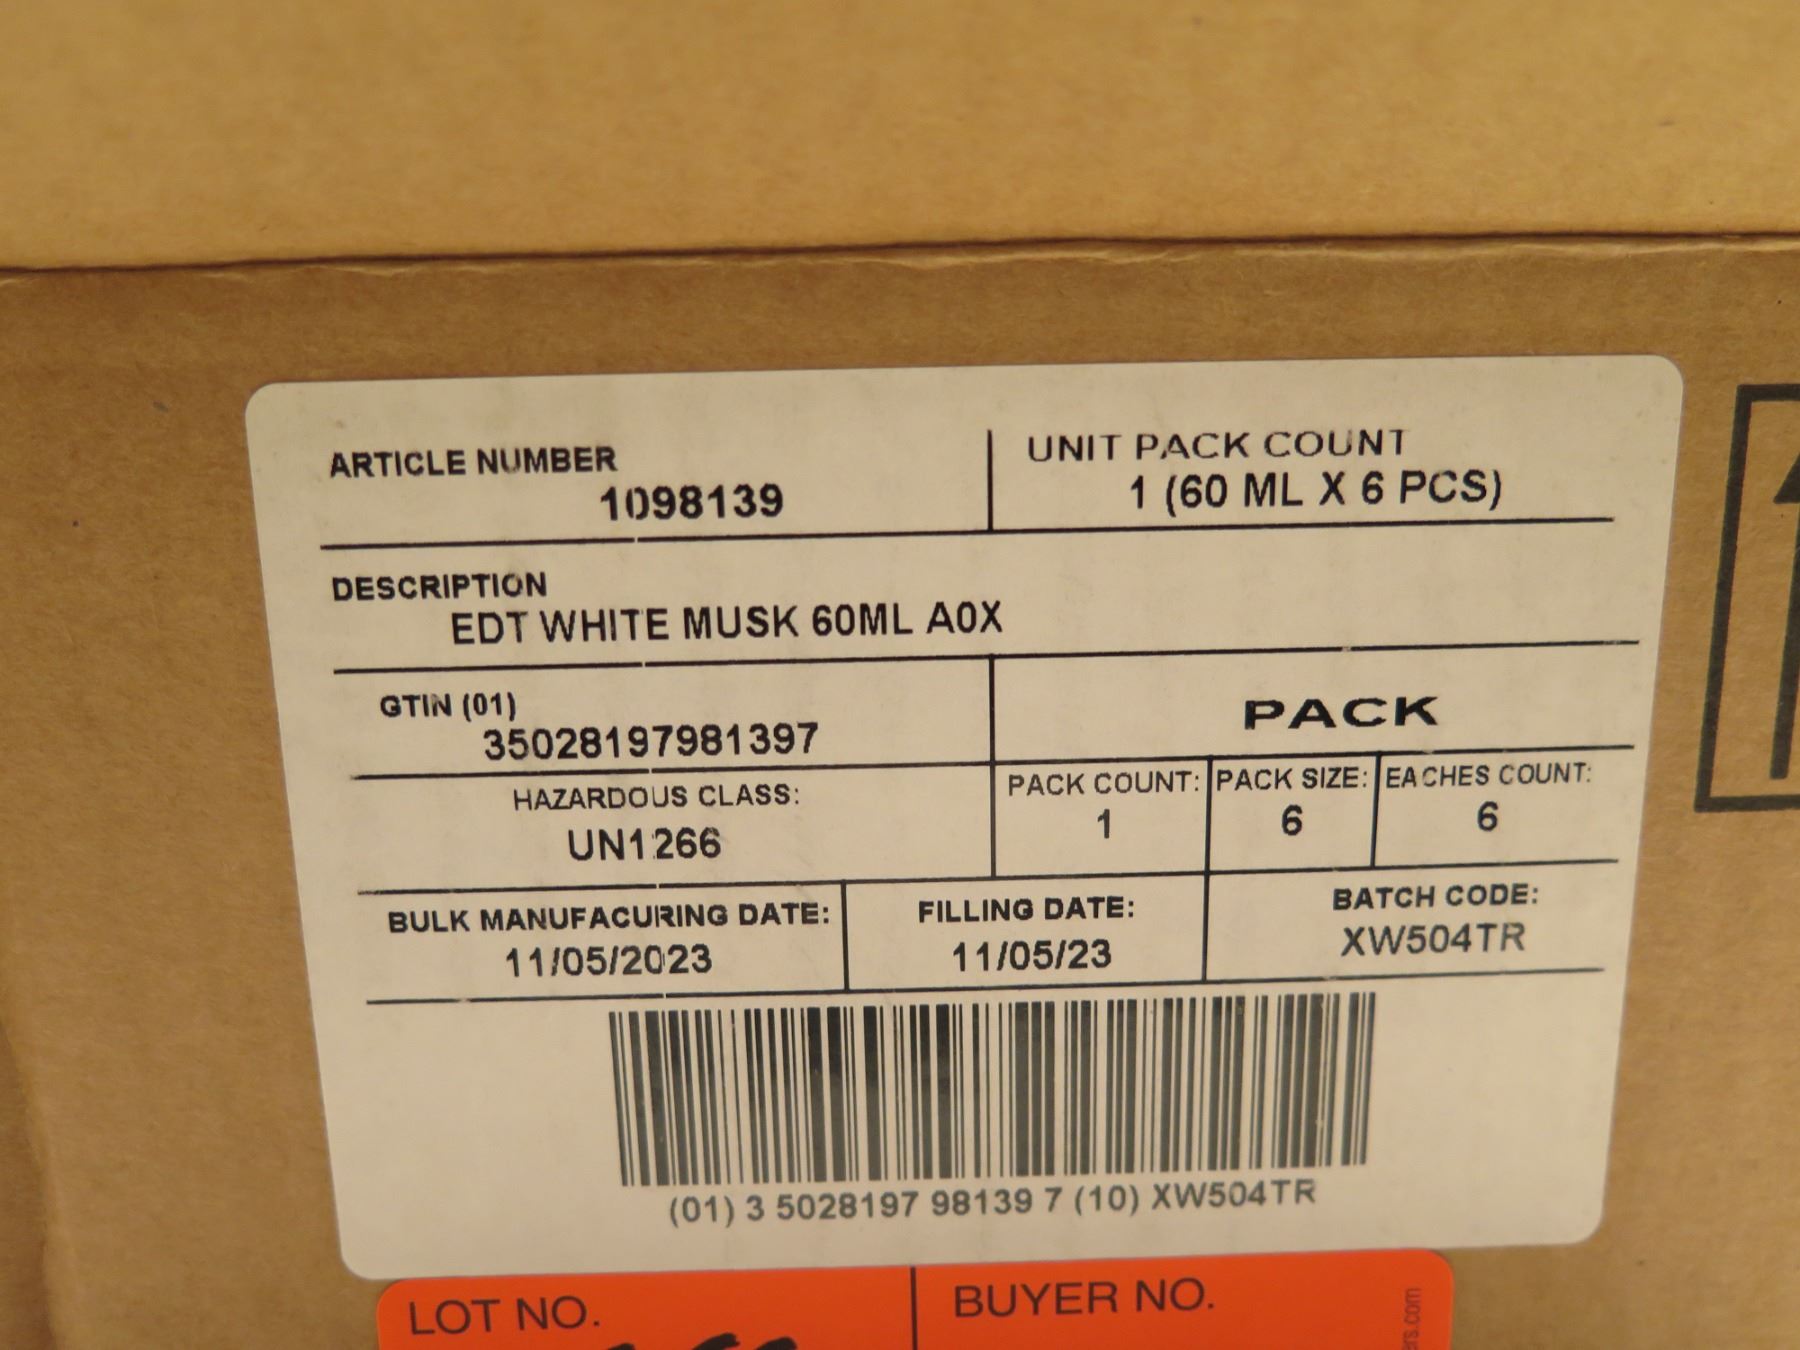 ARTICLE NUMBER
1098139
UNIT PACK COUNT
1 (60 ML X 6 PCS)
DESCRIPTION
EDT WHITE MUSK 60ML A0X
GTIN (01)
35028197981397
PACK
HAZARDOUS CLASS:
UN1266
PACK COUNT:
1
PACK SIZE:
6
EACHES COUNT:
6
BULK MANUFACURING DATE:
11/05/2023
FILLING DATE:
11/05/23
BATCH CODE:
XW504TR
(01) 3 5028197 98139 7 (10) XW504TR
LOT NO.
BUYER NO.